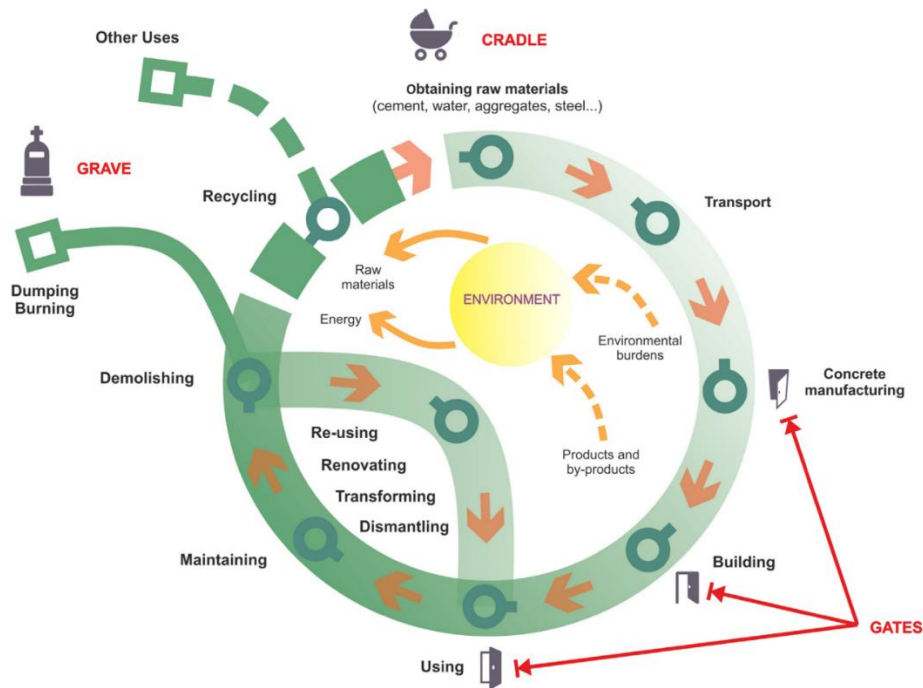 Other Uses
CRADLE
Obtaining raw materials
(cement, water, aggregates, steel...)
GRAVE
Recycling
Transport
Raw
materials
ENVIRONMENT
Dumping
Burning
Energy
Environmental
burdens
Demolishing
Concrete
manufacturing
Re-using
Products and
by-products
Renovating
Transforming
Dismantling
Maintaining
Building
GATES
Using